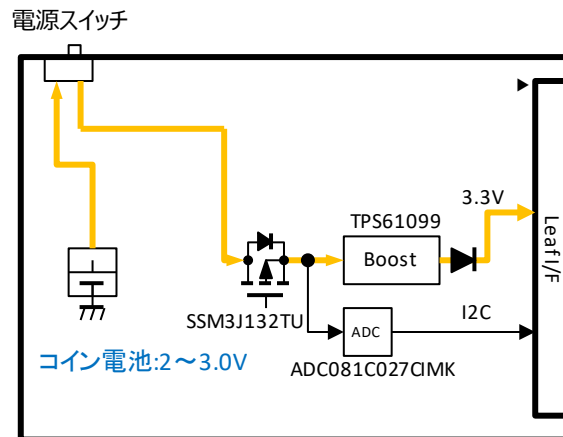 電源スイッチ
3.3V
TPS61099
Boost
Leaf I/F
SSM3J132TU
ADC
I2C
コイン電池:2～3.0V
ADC081C027CIMK